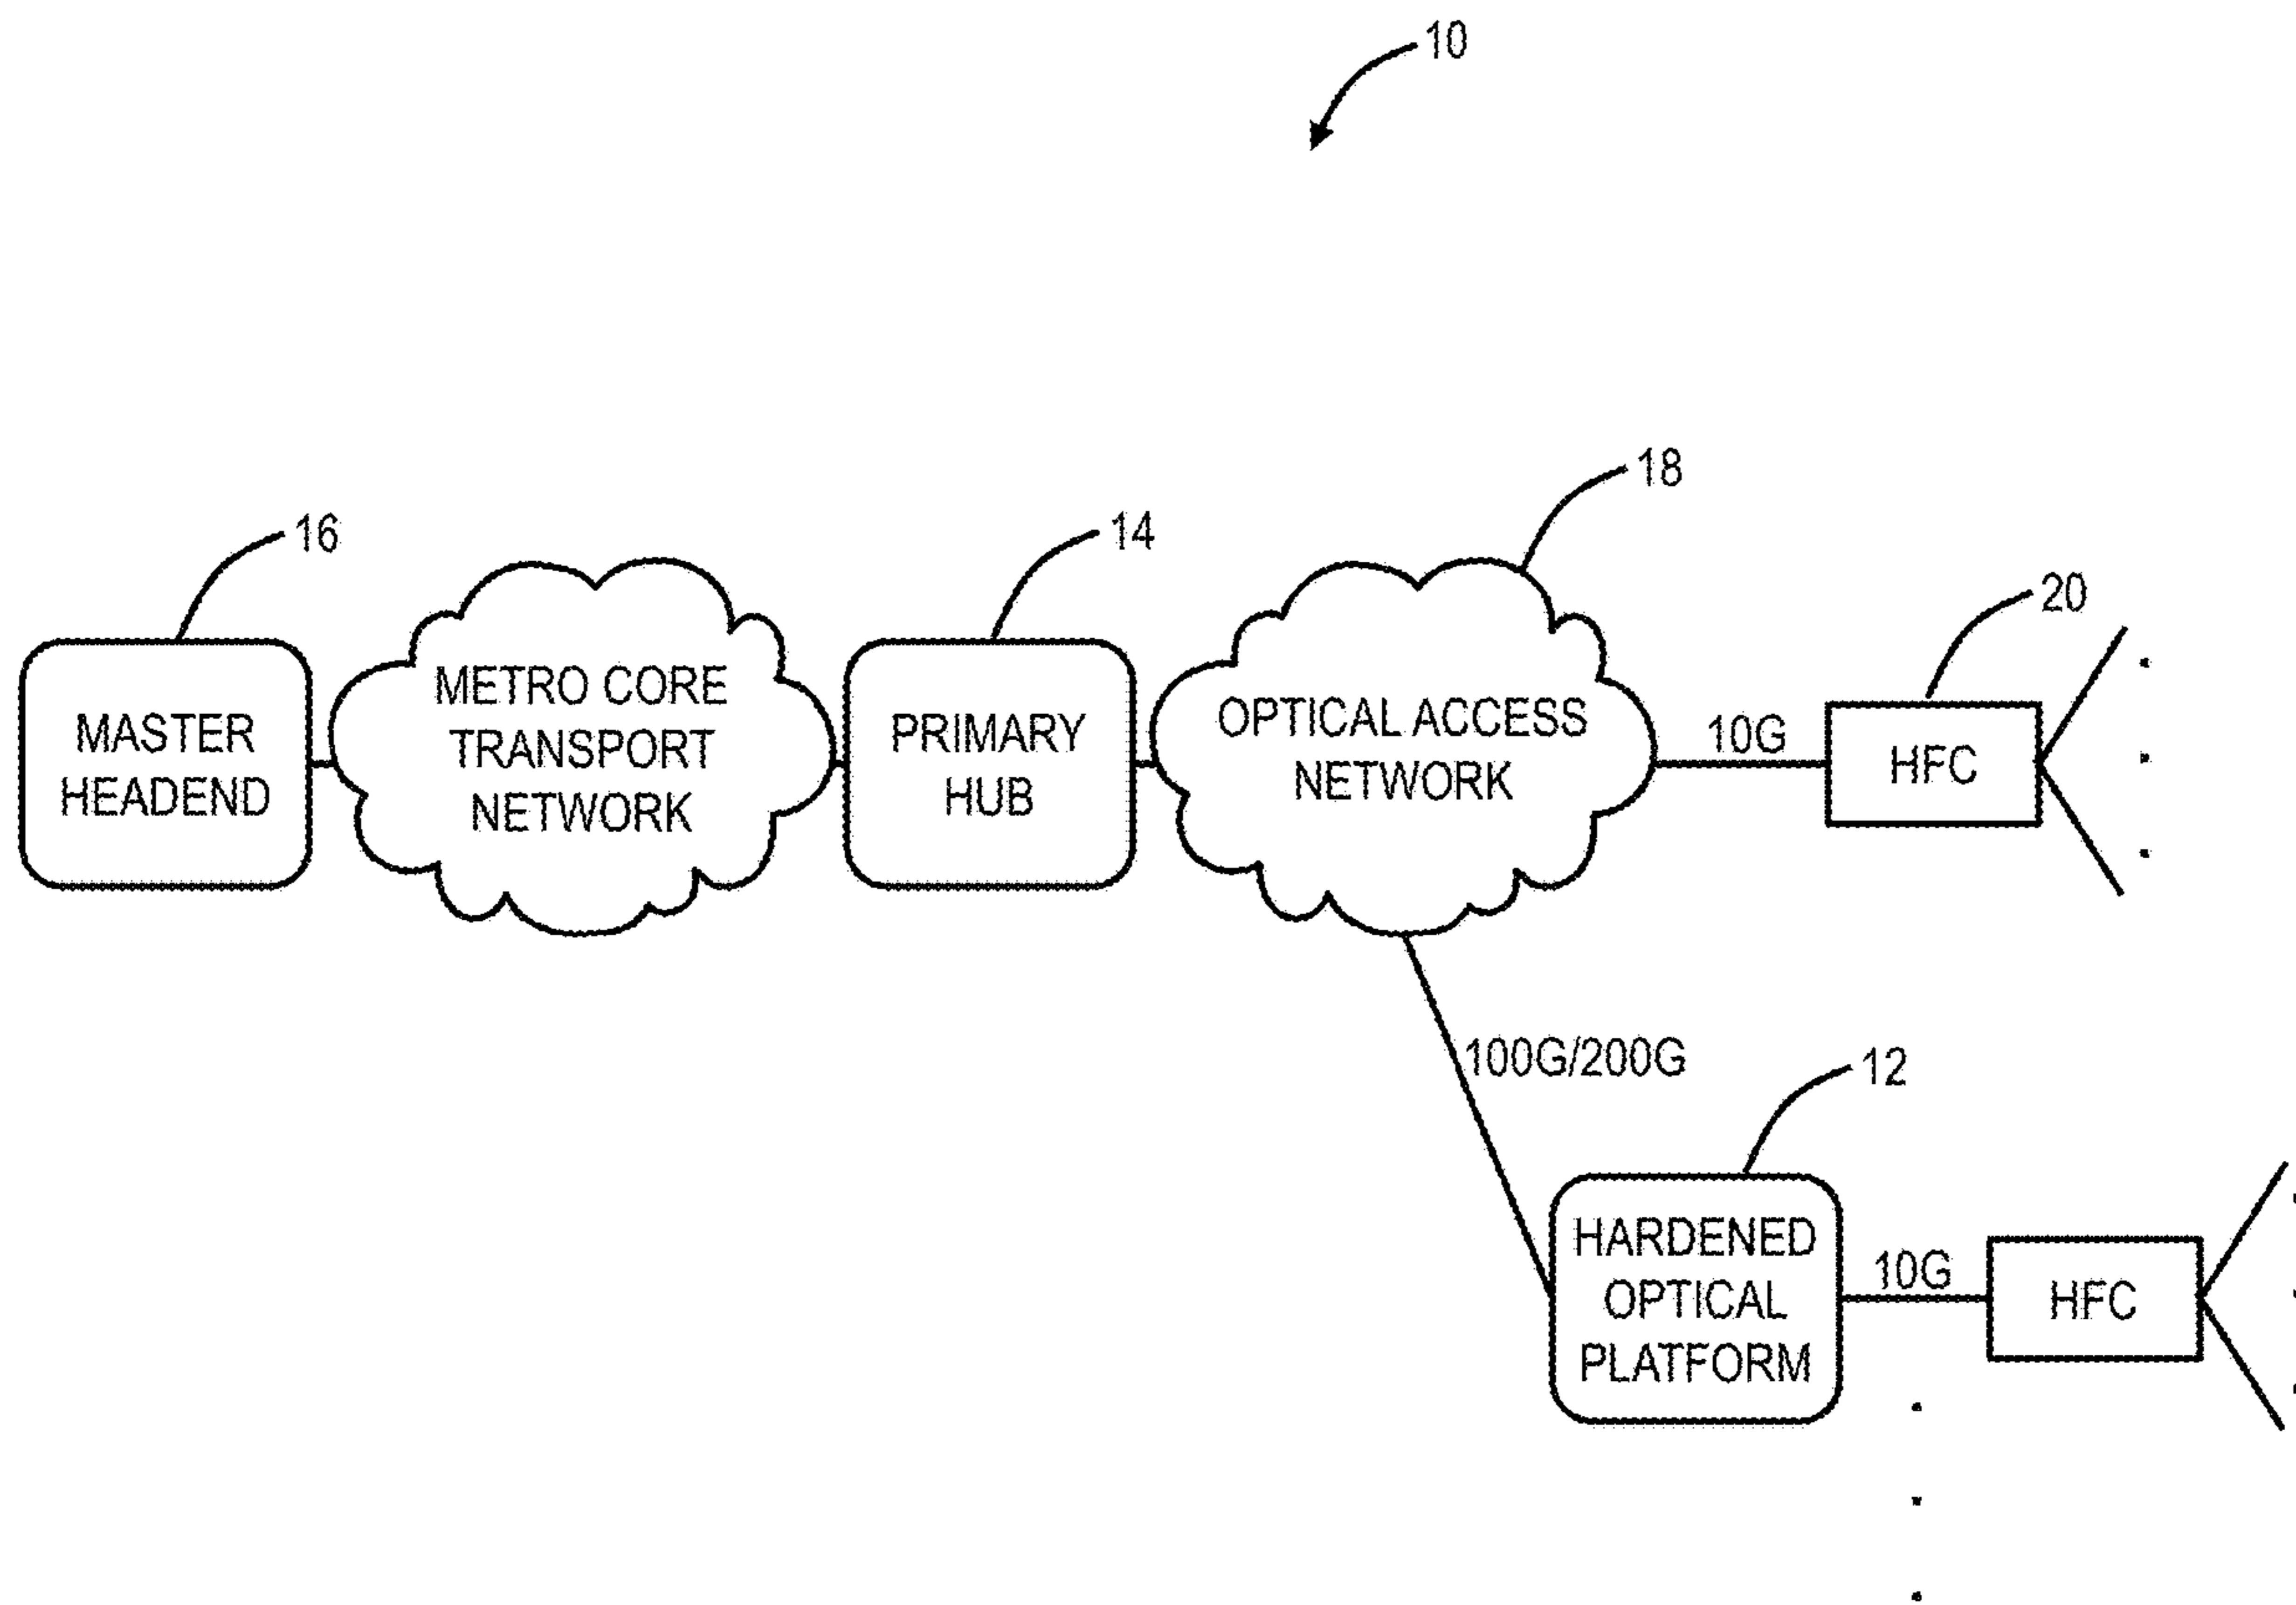 10
18
16
14
20
MASTER
HEADEND
METRO CORE
TRANSPORT
NETWORK
PRIMARY
HUB
OPTICAL ACCESS
NETWORK
10G
HFC
100G/200G
12
HARDENED
OPTICAL
PLATFORM
10G
HFC